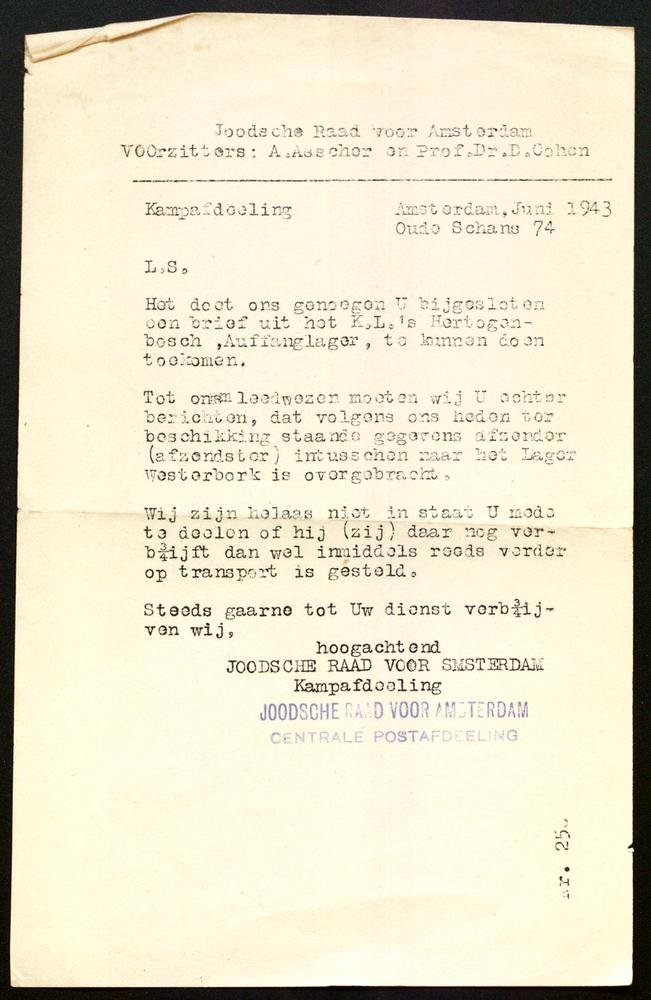 Joodsche Raad voor Amsterdam
VOOrzitters: A.Asscher en Prof.Dr.D.Cohen
Kampafdeeling Amsterdam,Juni 1943
Oude Schans 74
L.S.
Het doet ons genoegen U bijgesloten
een brief uit het K.L.'s Hertogen-
bosch ,Auffanglager, te kunnen doen
toekomen.
Tot onzen leedwezen moeten wij U echter
berichten, dat volgens ons heden ter
beschikking staande gegevens afzender
(afzendster) intusschen naar het Lager
Westerbork is overgebracht.
Wij zijn helaas niet in staat U mede
te deelen of hij (zij) daar nog ver-
b¾ijft dan wel inmiddels reeds verder
op transport is gesteld.
Steeds gaarne tot Uw dienst verb¾ij-
ven wij,
hoogachtend
JOODSCHE RAAD VOOR SMSTERDAM
Kampafdeeling
JOODSCHE RAAD VOOR AMSTERDAM
CENTRALE POSTAFDEELING